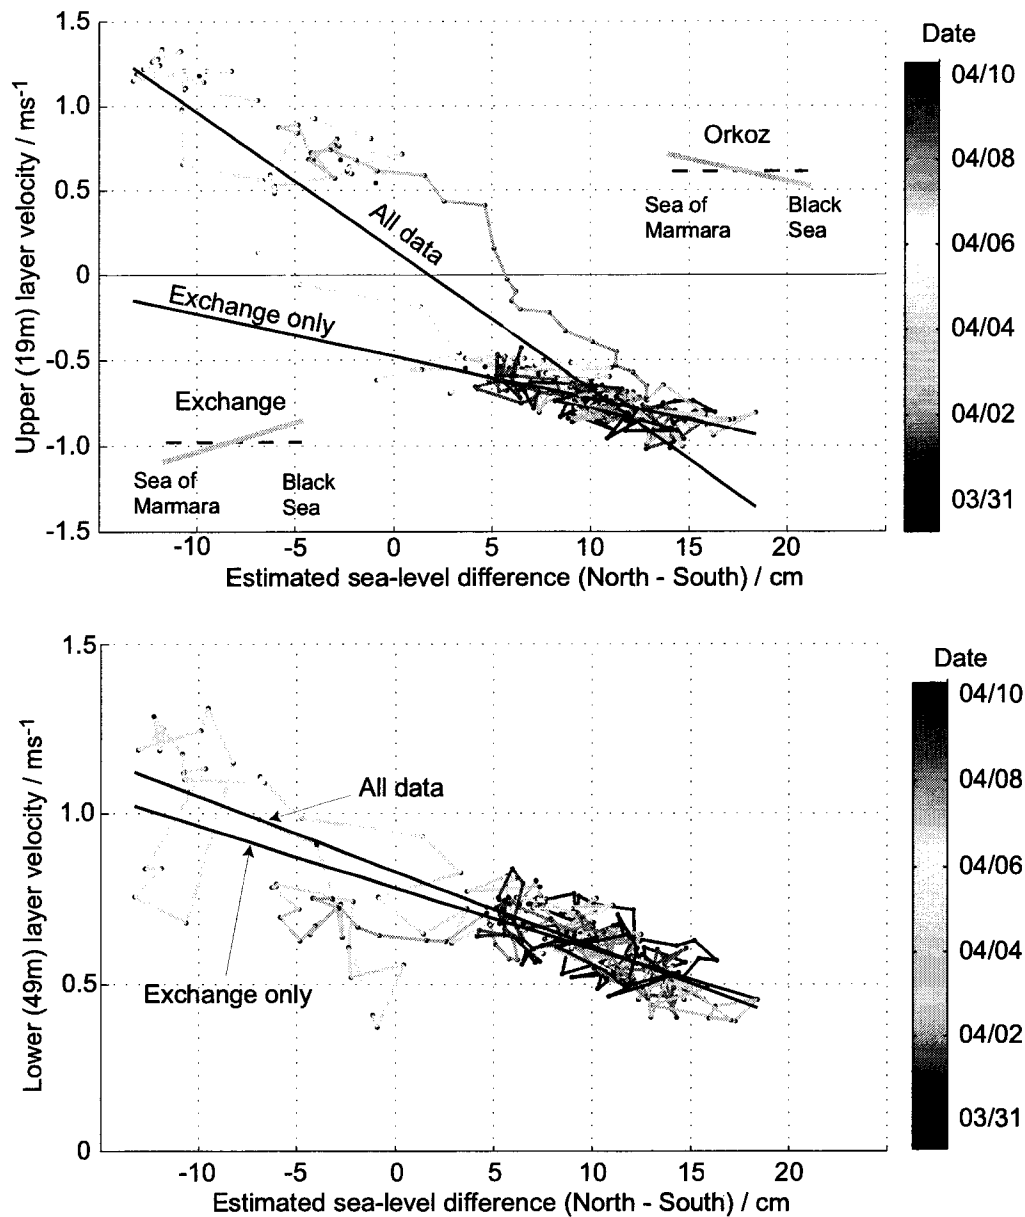 1.5
1.0
0.5
0
-0.5
-1.0
-1.5
Upper (19m) layer velocity / ms-1
All data
Exchange only
Orkoz
Sea of Black
Marmara Sea
Exchange
Sea of Black
Marmara Sea
-10 -5 0 5 10 15 20
Estimated sea-level difference (North - South) / cm
Date
04/10
04/08
04/06
04/04
04/02
03/31
1.5
1.0
0.5
0
Lower (49m) layer velocity / ms-1
All data
Exchange only
-10 -5 0 5 10 15 20
Estimated sea-level difference (North - South) / cm
Date
04/10
04/08
04/06
04/04
04/02
03/31